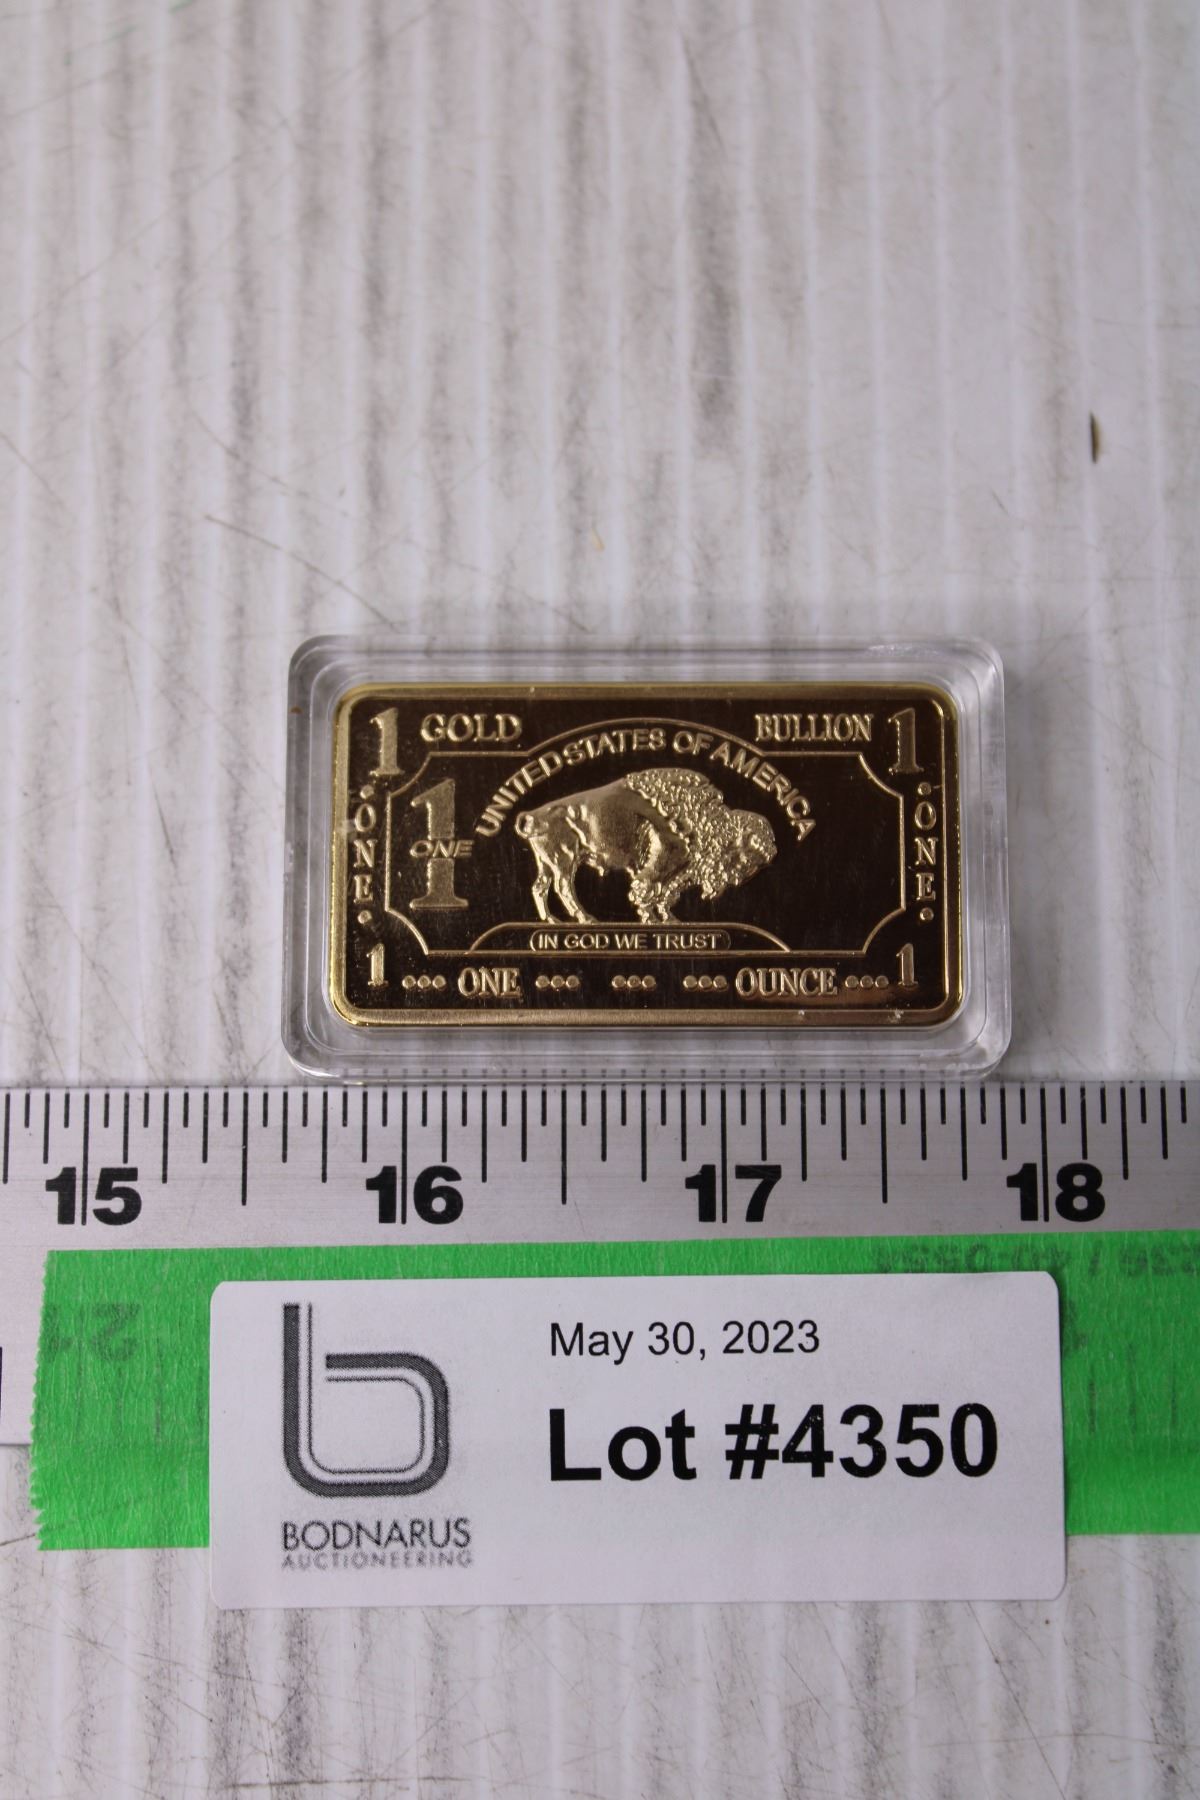 1 GOLD BULLION 1
UNITED STATES OF AMERICA
ONE
1
ONE
ONE
IN GOD WE TRUST
1 ••• ONE ••• ••• ••• OUNCE ••• 1
15 16 17 18
May 30, 2023
Lot #4350
BODNARUS
AUCTIONEERING